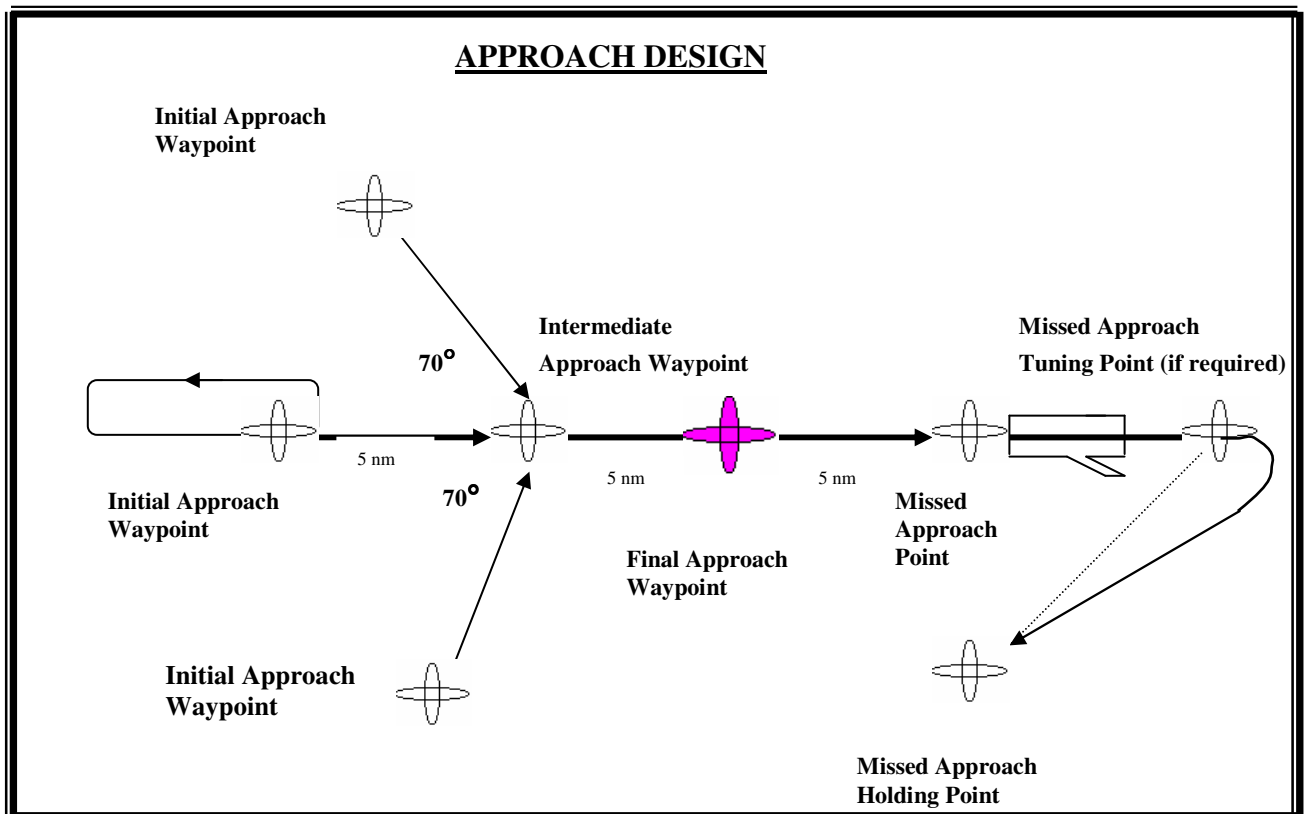 APPROACH DESIGN
Initial Approach
Waypoint
Intermediate
Approach Waypoint
Missed Approach
Tuning Point (if required)
70°
5 nm
70°
5 nm
5 nm
Initial Approach
Waypoint
Missed
Approach
Point
Final Approach
Waypoint
Initial Approach
Waypoint
Missed Approach
Holding Point